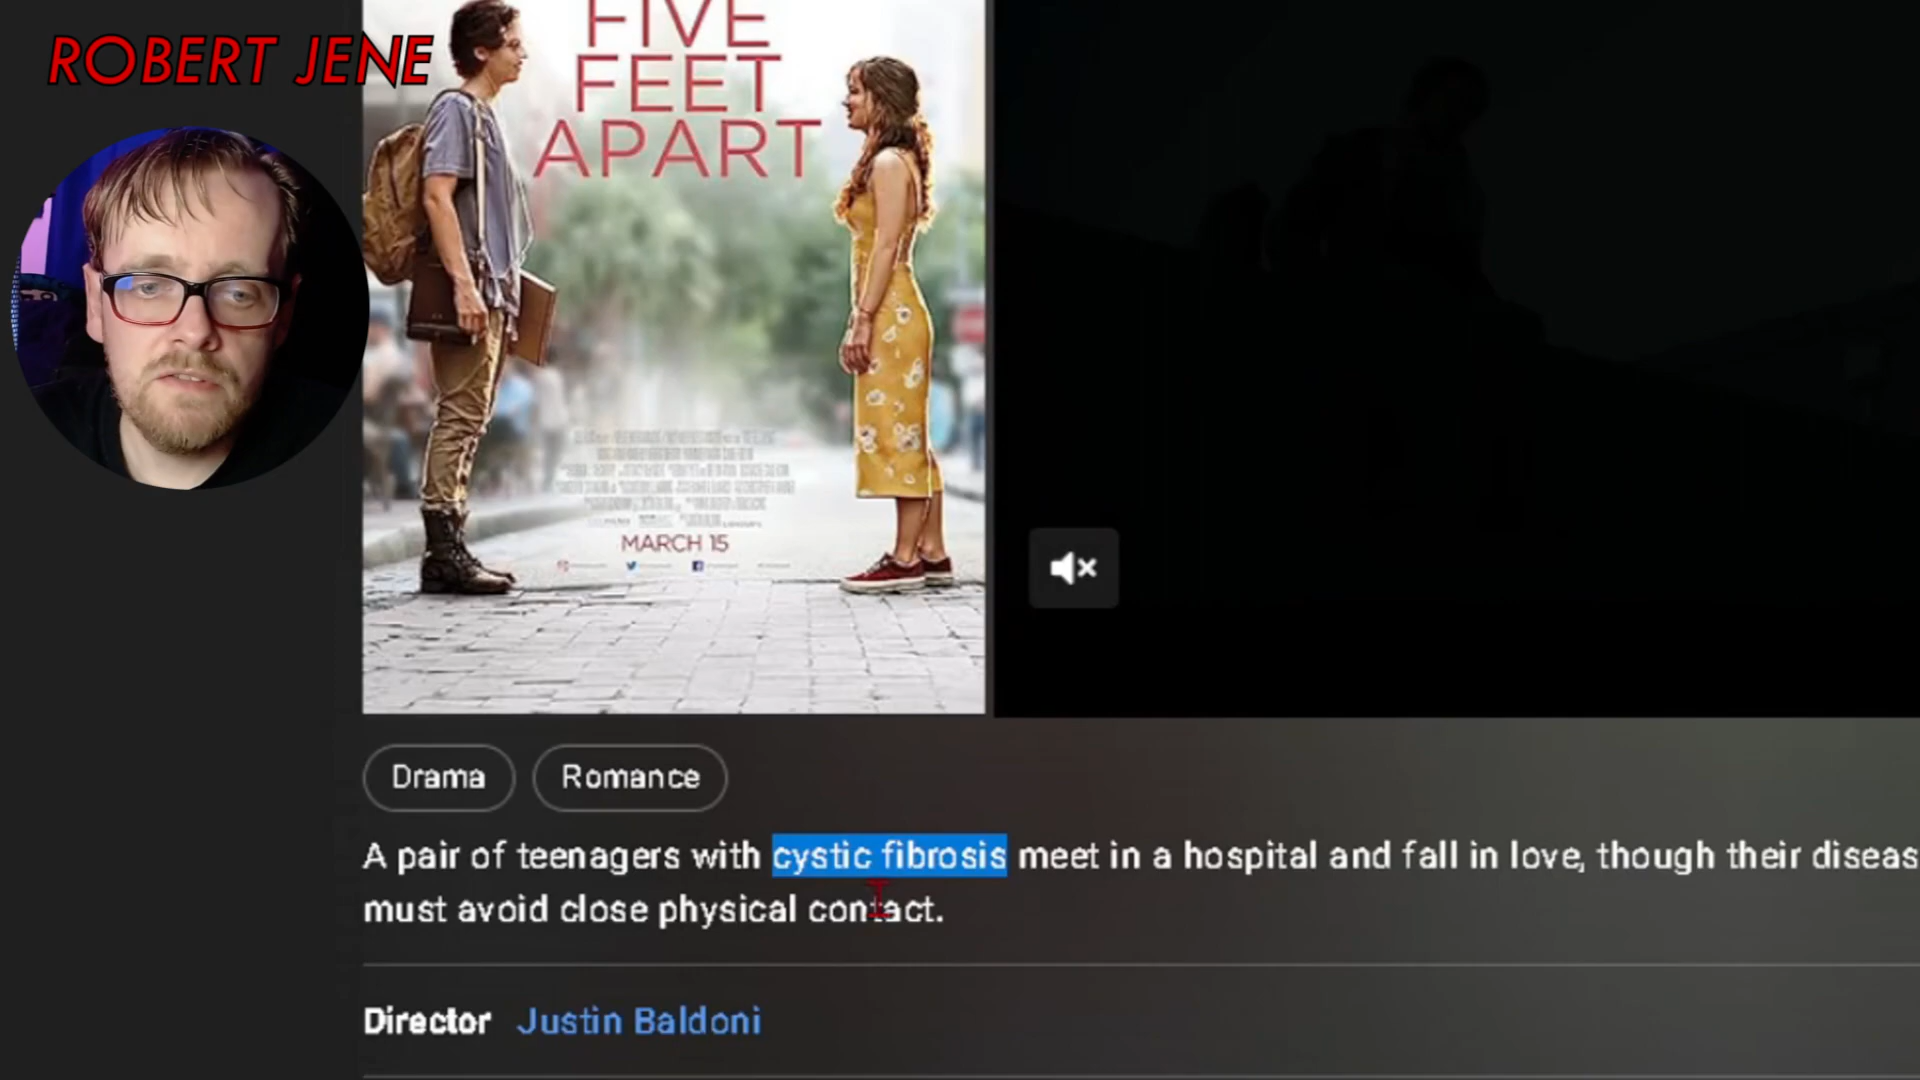 ROBERT JENE
FIVE
FEET
APART
MARCH 15
Drama
Romance
A pair of teenagers with cystic fibrosis meet in a hospital and fall in love, though their diseas
must avoid close physical contact.
Director Justin Baldoni